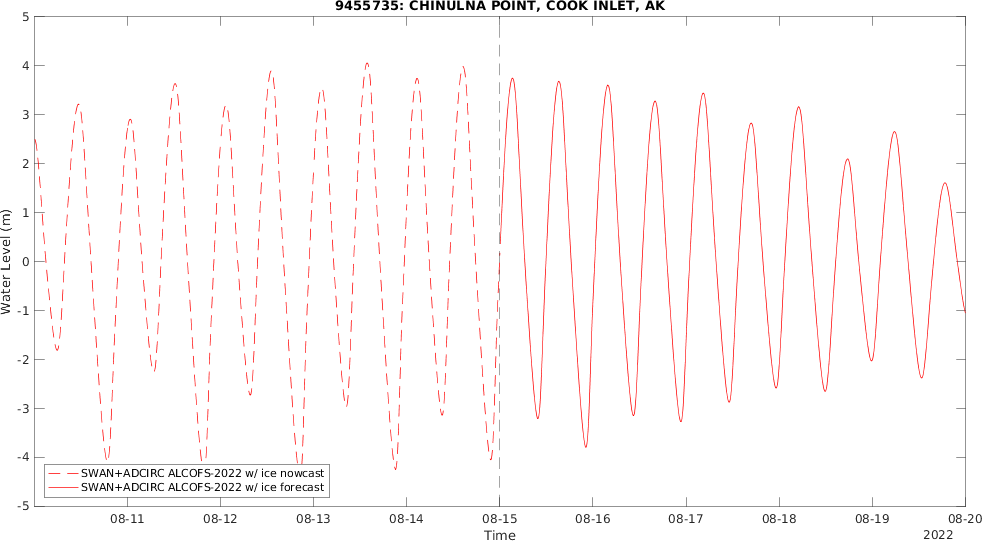 9455735: CHINULNA POINT, COOK INLET, AK
Water Level (m)
5
4
3
2
1
0
-1
-2
-3
-4
-5
SWAN+ADCIRC ALCOFS-2022 w/ ice nowcast
SWAN+ADCIRC ALCOFS-2022 w/ ice forecast
08-11 08-12 08-13 08-14 08-15 08-16 08-17 08-18 08-19 08-20
Time
2022